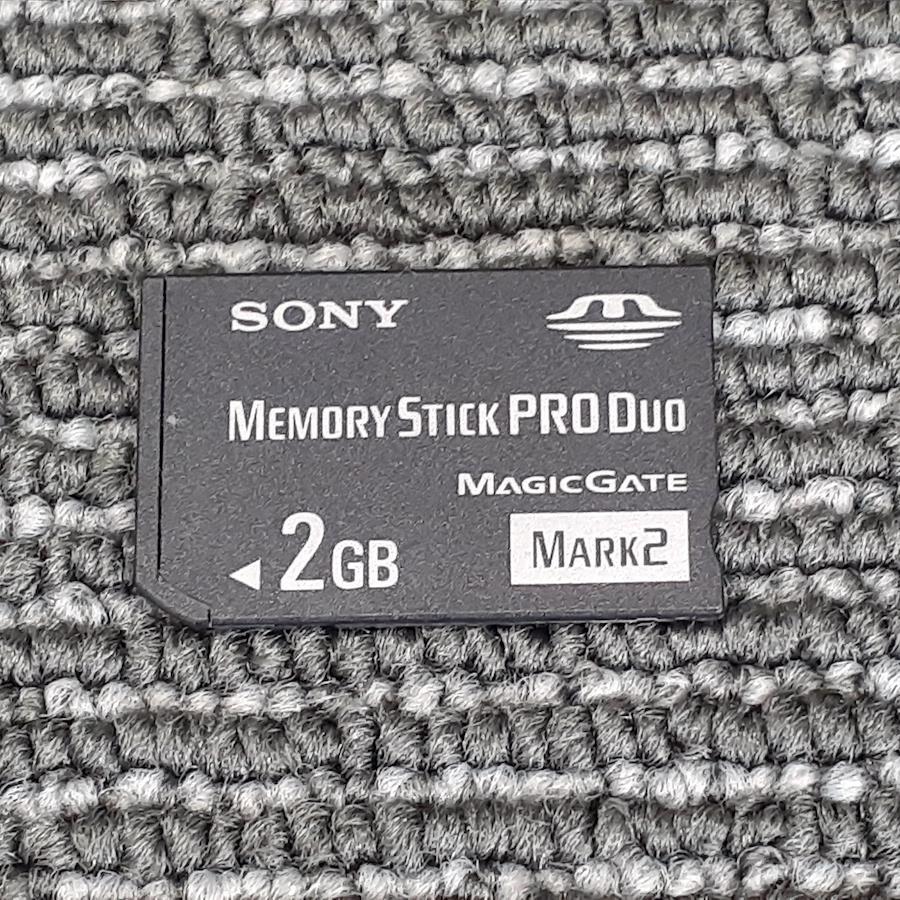 SONY
MEMORY STICK PRO DUO
MAGICGATE
2GB
MARK2